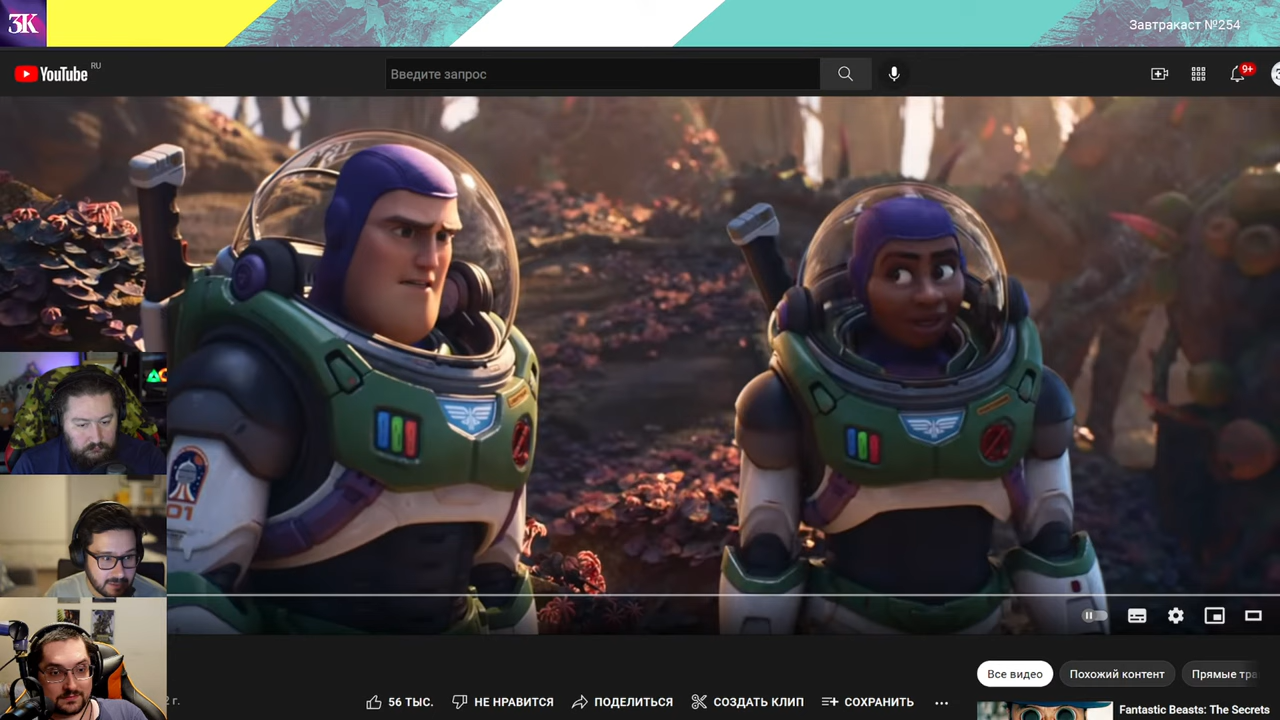 ЗК
Завтракаст №254
YouTube RU
Введите запрос
9+
01
Все видео
Похожий контент
Прямые тра
2 г.
56 ТЫС.
НЕ НРАВИТСЯ
ПОДЕЛИТЬСЯ
СОЗДАТЬ КЛИП
СОХРАНИТЬ
Fantastic Beasts: The Secrets